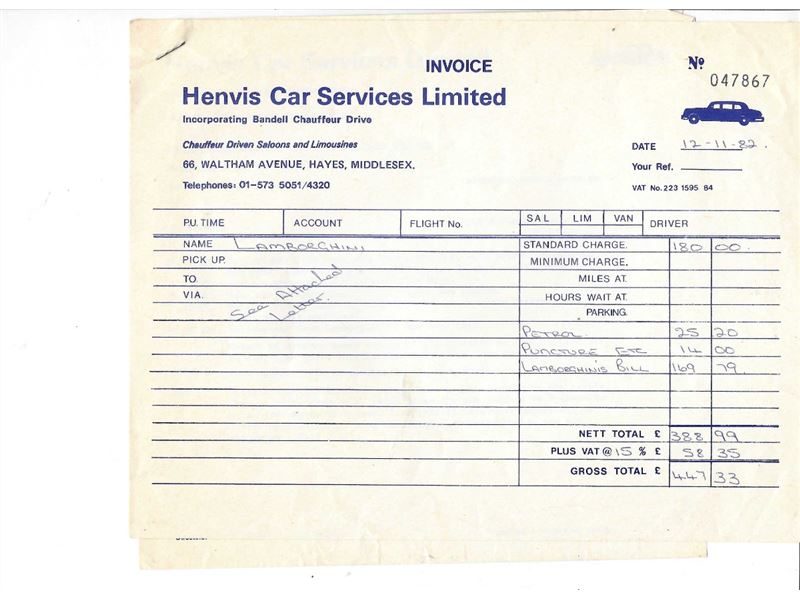 INVOICE
Nº 047867
Henvis Car Services Limited
Incorporating Bandell Chauffeur Drive
Chauffeur Driven Saloons and Limousines
66, WALTHAM AVENUE, HAYES, MIDDLESEX.
Telephones: 01-573 5051/4320
DATE 12-11-82.
Your Ref.
VAT No. 223 1595 84
P.U. TIME ACCOUNT FLIGHT No. SAL LIM VAN DRIVER
NAME LAMBORGHINI STANDARD CHARGE. 180 00.
PICK UP. MINIMUM CHARGE.
TO. MILES AT.
VIA. HOURS WAIT AT.
See Attached
Letter.
PARKING.
PETROL 25 20
PUNCTURE ETC 14 00
LAMBORGHINIS BILL 169 79.
NETT TOTAL £ 388 99
PLUS VAT @ 15 % £ 58 35
GROSS TOTAL £ 447 33